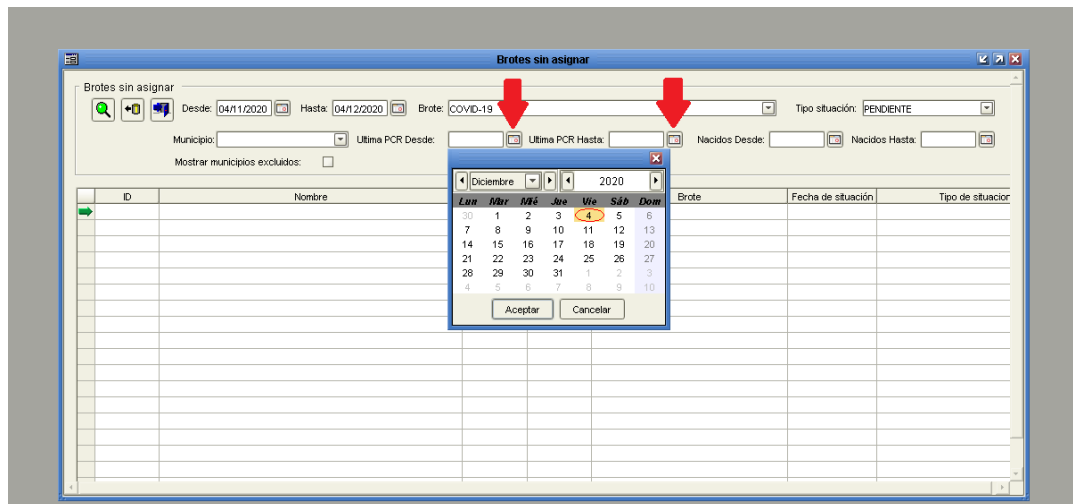 Brotes sin asignar
Brotes sin asignar
Desde: 04/11/2020 Hasta: 04/12/2020 Brote: COVID-19 Tipo situación: PENDIENTE
Municipio: Ultima PCR Desde: Ultima PCR Hasta: Nacidos Desde: Nacidos Hasta:
Mostrar municipios excluidos:
ID Nombre Brote Fecha de situación Tipo de situacion
Diciembre 2020
Lun Mar Mié Jue Vie Sáb Dom
30 1 2 3 4 5 6
7 8 9 10 11 12 13
14 15 16 17 18 19 20
21 22 23 24 25 26 27
28 29 30 31 1 2 3
4 5 6 7 8 9 10
Aceptar Cancelar